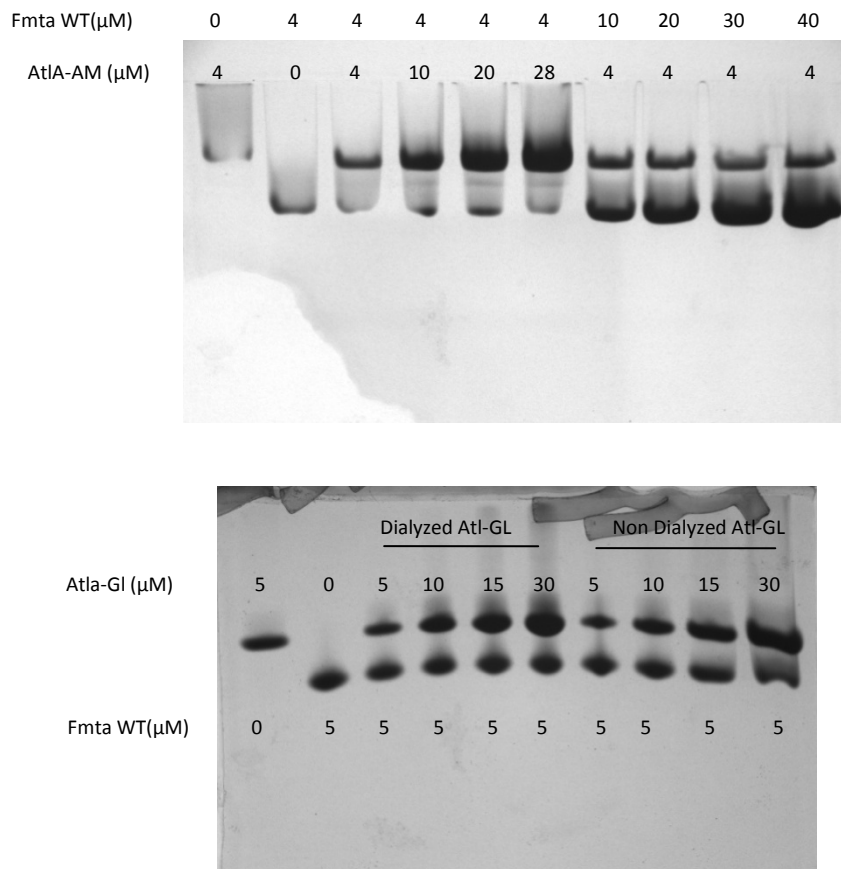 Fmta WT(μM) 0 4 4 4 4 4 10 20 30 40
AtlA-AM (μM) 4 0 4 10 20 28 4 4 4 4
Dialyzed Atl-GL Non Dialyzed Atl-GL
Atla-Gl (μM) 5 0 5 10 15 30 5 10 15 30
Fmta WT(μM) 0 5 5 5 5 5 5 5 5 5